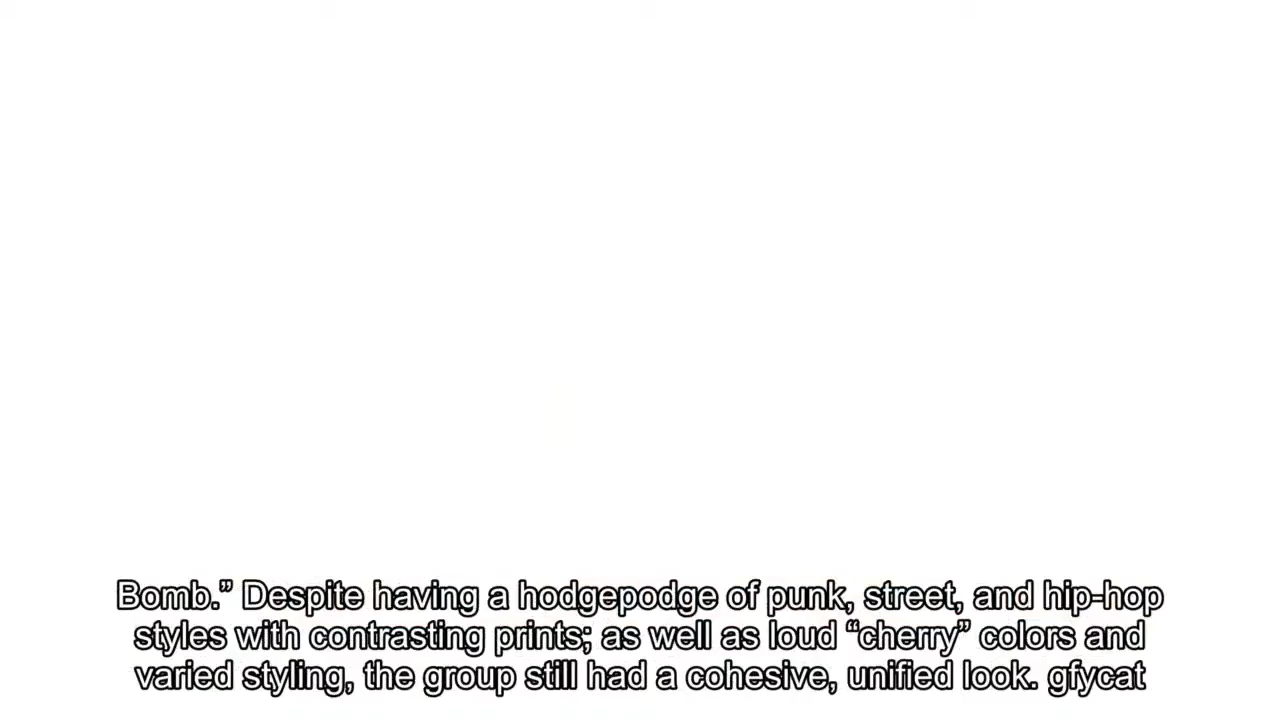 Bomb.” Despite having a hodgepodge of punk, street, and hip-hop
styles with contrasting prints; as well as loud “cherry” colors and
varied styling, the group still had a cohesive, unified look. gfycat